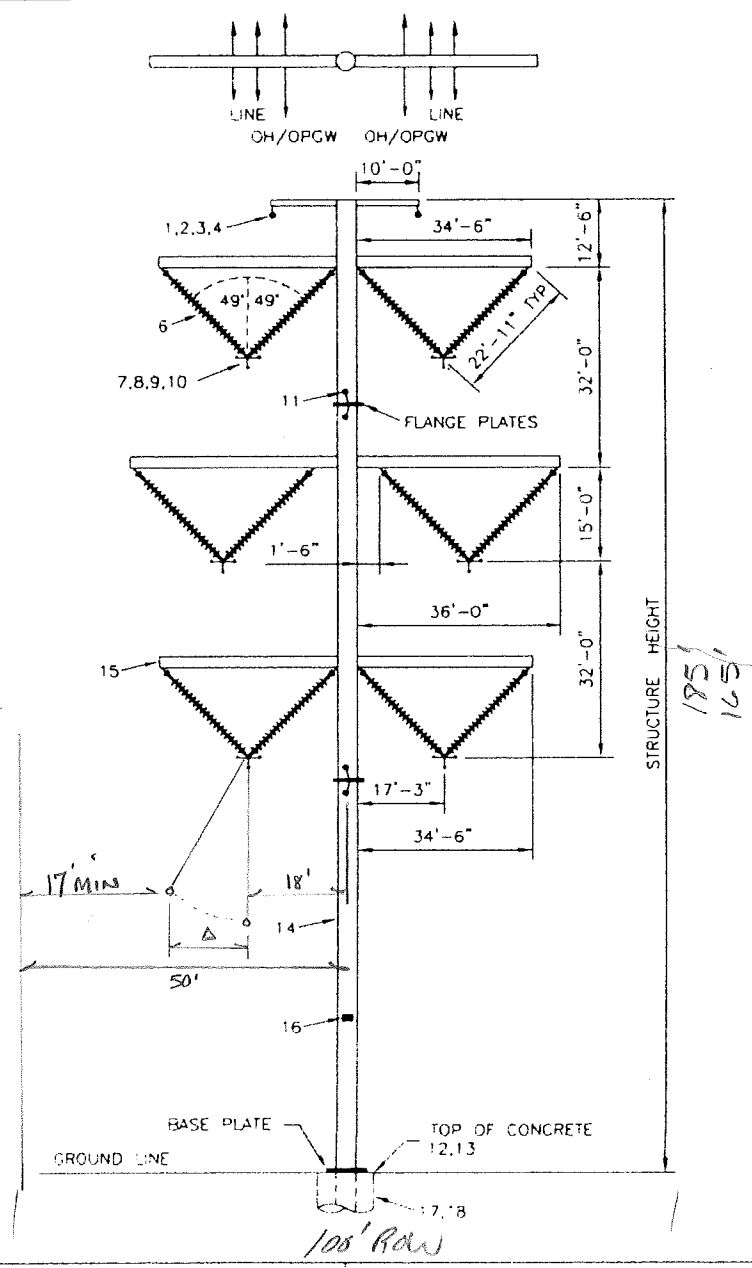 LINE
LINE
OH/OPGW
OH/OPGW
10'-0"
1,2,3,4
34'-6"
12'-6"
49° 49°
6
22'-11" TYP
7,8,9,10
32'-0"
11
FLANGE PLATES
1'-6"
15'-0"
36'-0"
15
32'-0"
STRUCTURE HEIGHT
185'
165'
17'-3"
34'-6"
17' MIN
18'
14
Δ
50'
16
BASE PLATE
TOP OF CONCRETE
12,13
GROUND LINE
17,18
100' ROW